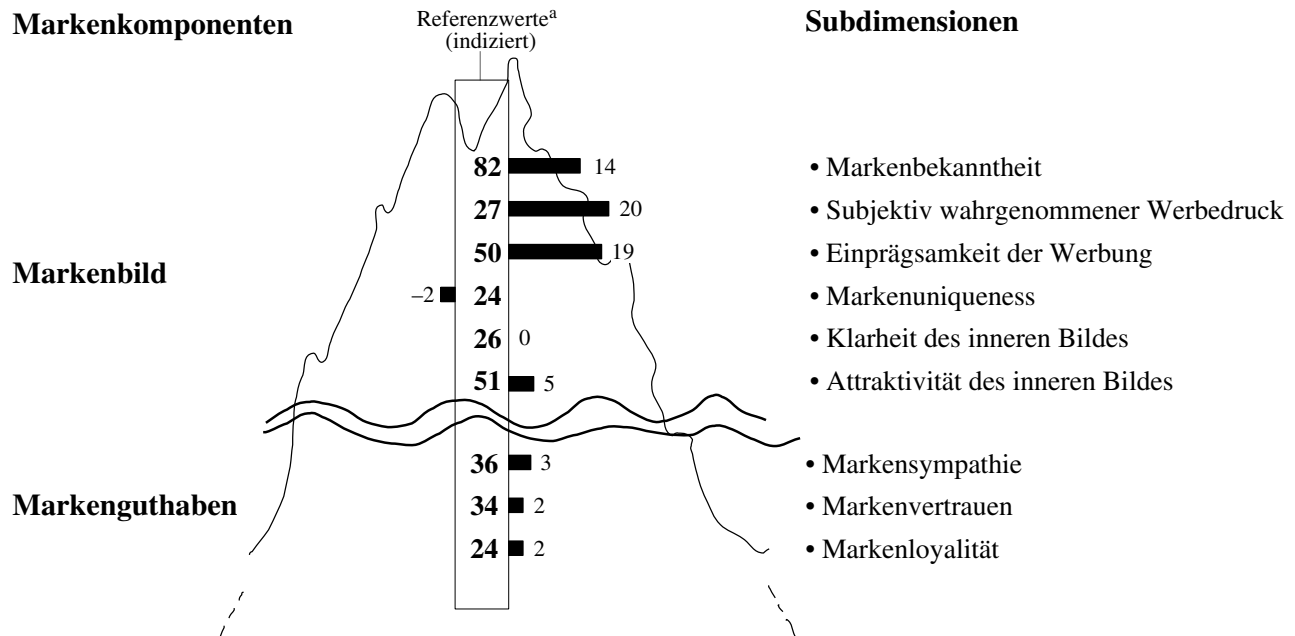 Markenkomponenten
Referenzwerteᵃ
(indiziert)
Subdimensionen
82 14 • Markenbekanntheit
27 20 • Subjektiv wahrgenommener Werbedruck
50 19 • Einprägsamkeit der Werbung
Markenbild
–2 24 • Markenuniqueness
26 0 • Klarheit des inneren Bildes
51 5 • Attraktivität des inneren Bildes
36 3 • Markensympathie
Markenguthaben
34 2 • Markenvertrauen
24 2 • Markenloyalität